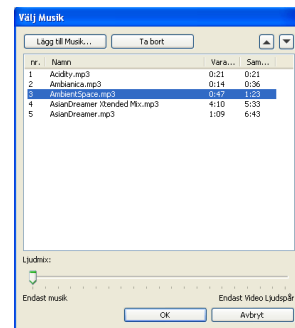 Välj Musik
Lägg till Musik... Ta bort
nr. Namn Vara... Sam...
1 Acidity.mp3 0:21 0:21
2 Ambianica.mp3 0:14 0:36
3 AmbientSpace.mp3 0:47 1:23
4 AsianDreamer Xtended Mix.mp3 4:10 5:33
5 AsianDreamer.mp3 1:09 6:43
Ljudmix:
Endast musik Endast Video Ljudspår
OK Avbryt